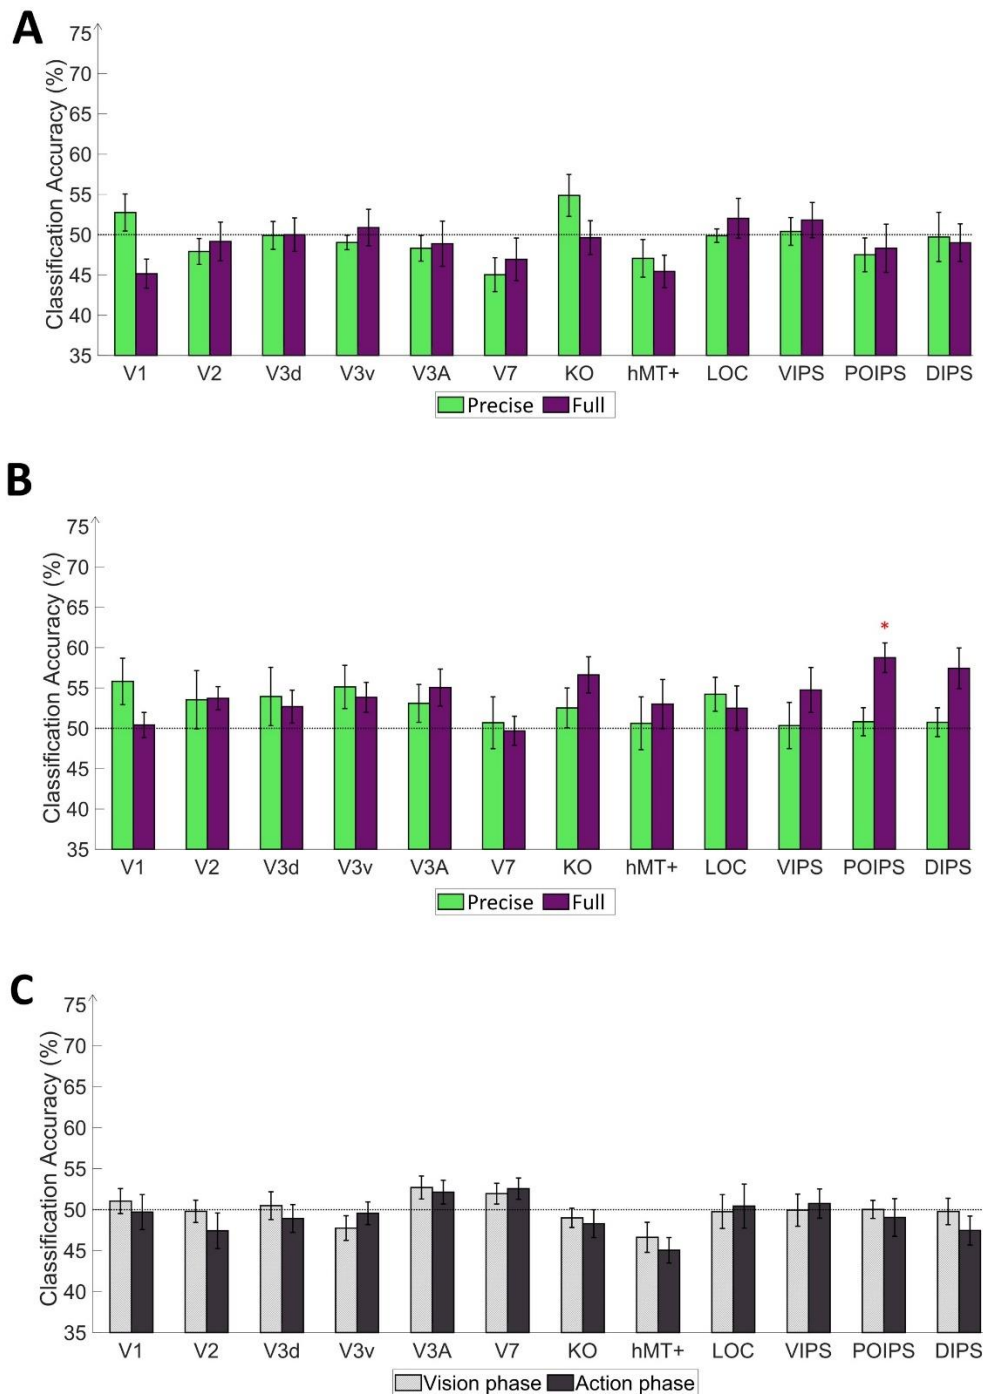 A
Classification Accuracy (%)
75
70
65
60
55
50
45
40
35
V1 V2 V3d V3v V3A V7 KO hMT+ LOC VIPS POIPS DIPS
Precise Full
B
Classification Accuracy (%)
75
70
65
60
55
50
45
40
35
*
V1 V2 V3d V3v V3A V7 KO hMT+ LOC VIPS POIPS DIPS
Precise Full
C
Classification Accuracy (%)
75
70
65
60
55
50
45
40
35
V1 V2 V3d V3v V3A V7 KO hMT+ LOC VIPS POIPS DIPS
Vision phase Action phase